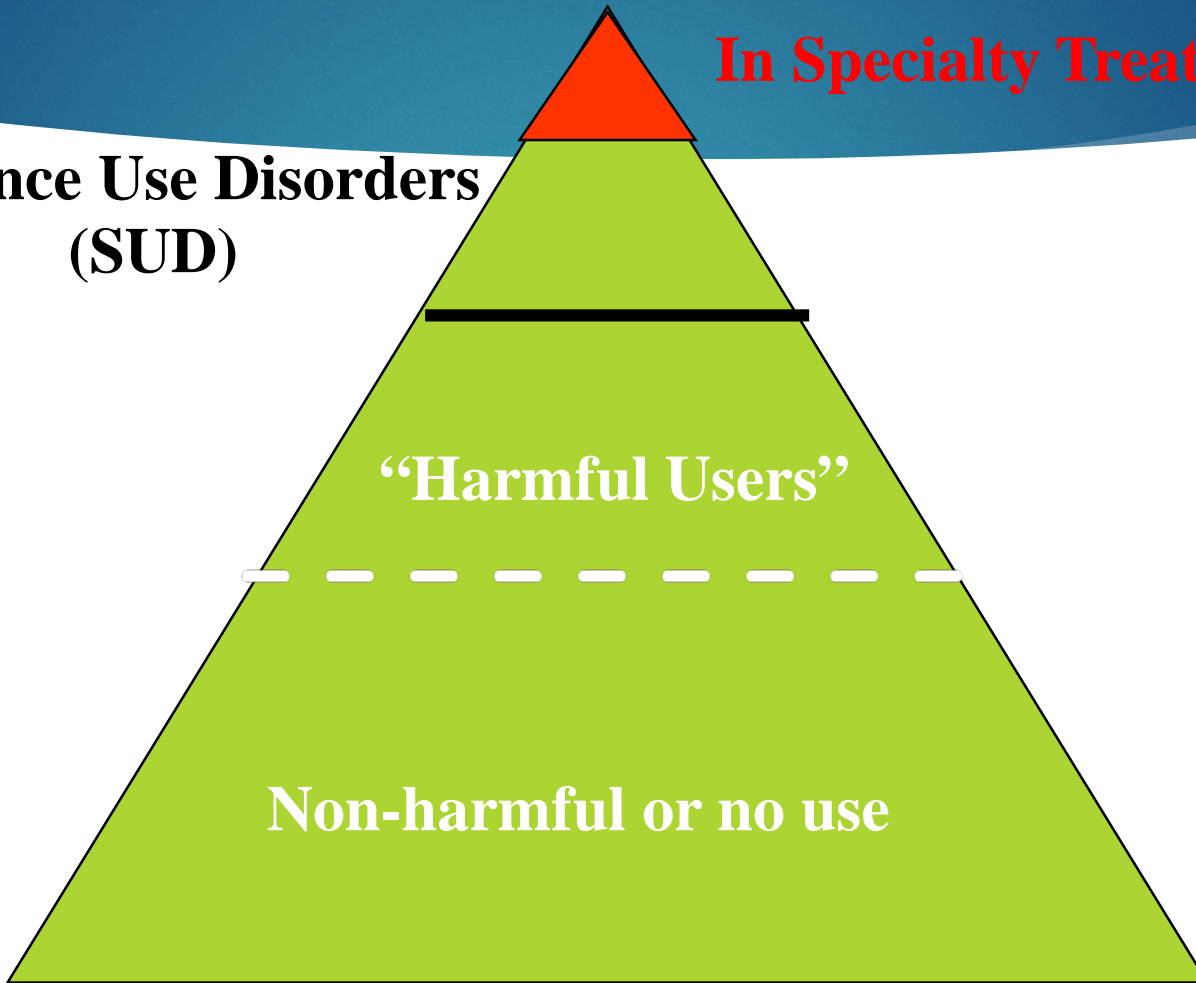 In Specialty Treat
nce Use Disorders
(SUD)
“Harmful Users”
Non-harmful or no use